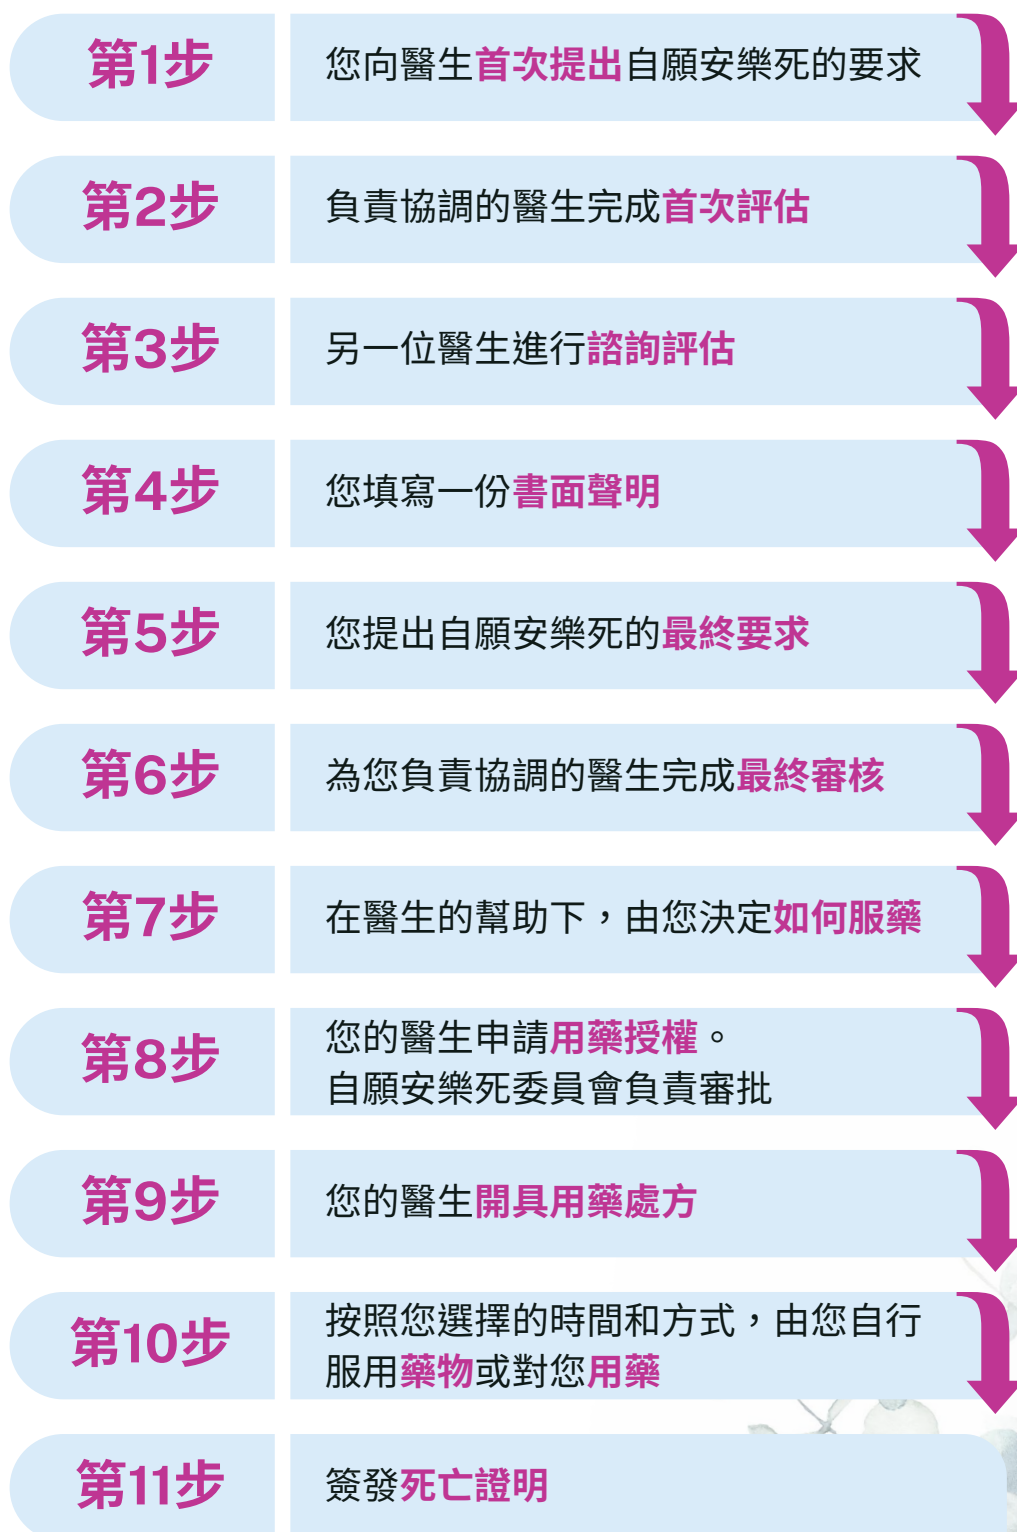 第1步
您向醫生首次提出自願安樂死的要求
第2步
負責協調的醫生完成首次評估
第3步
另一位醫生進行諮詢評估
第4步
您填寫一份書面聲明
第5步
您提出自願安樂死的最終要求
第6步
為您負責協調的醫生完成最終審核
第7步
在醫生的幫助下，由您決定如何服藥
第8步
您的醫生申請用藥授權。
自願安樂死委員會負責審批
第9步
您的醫生開具用藥處方
第10步
按照您選擇的時間和方式，由您自行
服用藥物或對您用藥
第11步
簽發死亡證明